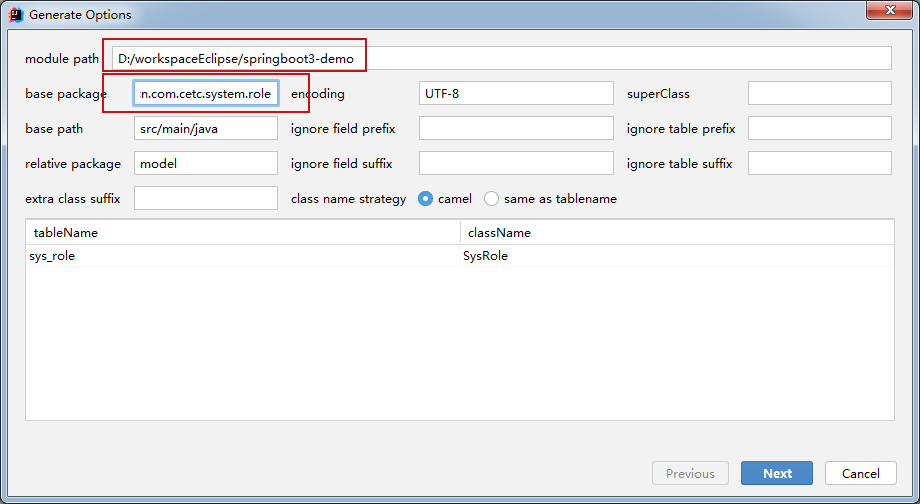 Generate Options
module path D:/workspaceEclipse/springboot3-demo
base package n.com.cetc.system.role encoding UTF-8 superClass
base path src/main/java ignore field prefix ignore table prefix
relative package model ignore field suffix ignore table suffix
extra class suffix class name strategy camel same as tablename
tableName className
sys_role SysRole
Previous Next Cancel